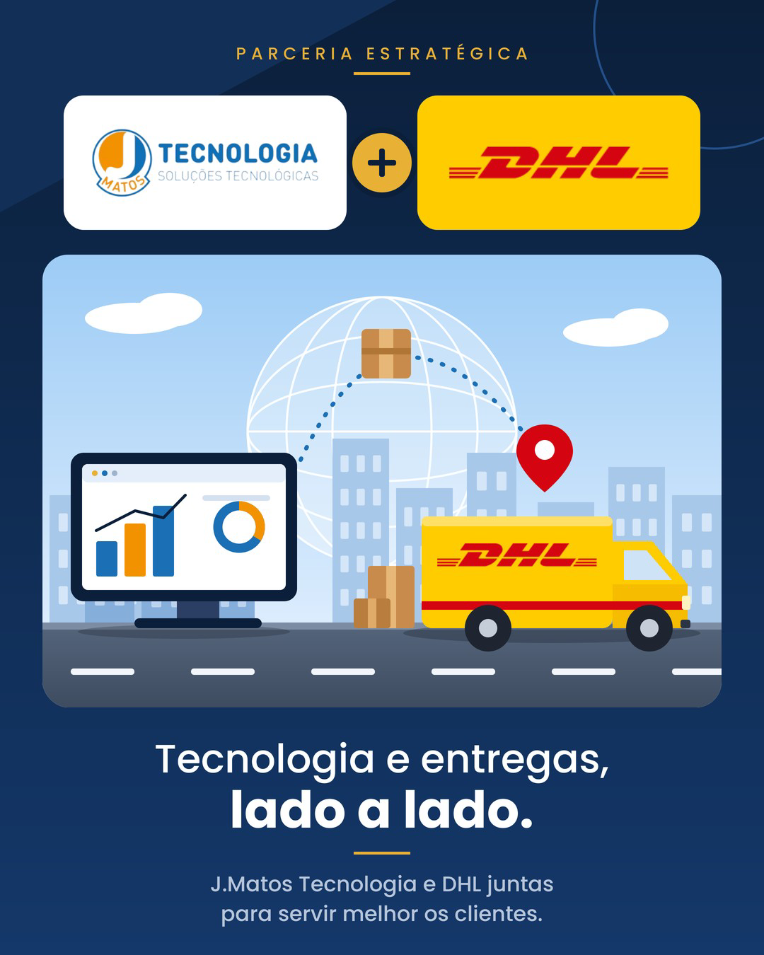 PARCERIA ESTRATÉGICA
J MATOS
TECNOLOGIA
SOLUÇÕES TECNOLÓGICAS
DHL
DHL
Tecnologia e entregas,
lado a lado.
J.Matos Tecnologia e DHL juntas
para servir melhor os clientes.